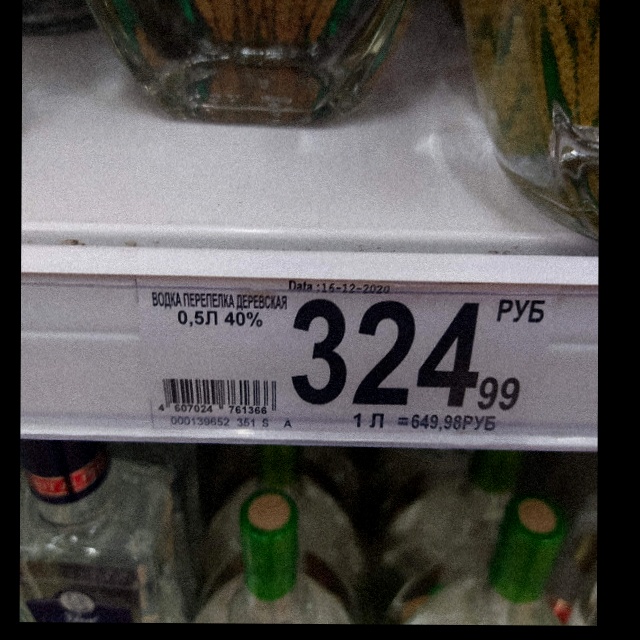 Data :16-12-2020
ВОДКА ПЕРЕПЕЛКА ДЕРЕВСКАЯ
0,5Л 40%
324 99
РУБ
4 607024 761366
000139652 351 S A
1 Л =649,98РУБ